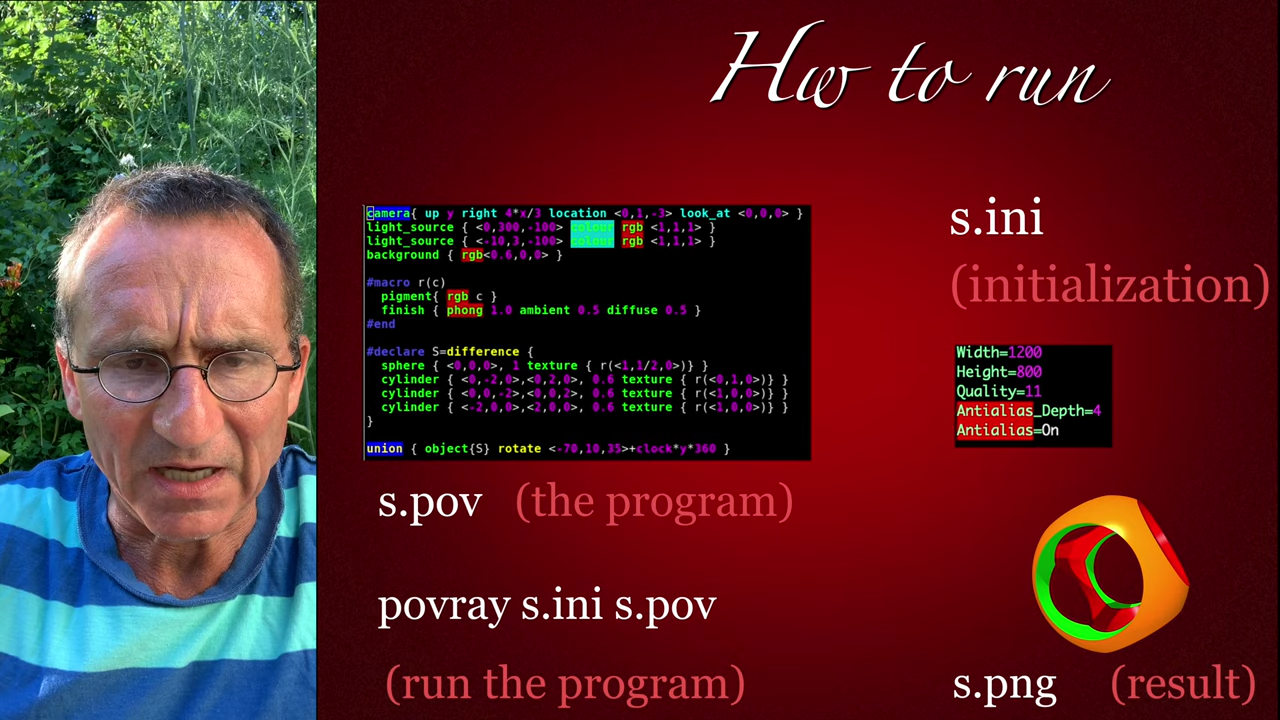 Hw to run
camera{ up y right 4*x/3 location <0,1,-3> look_at <0,0,0> }
light_source { <0,300,-100> colour rgb <1,1,1> }
light_source { <-10,3,-100> colour rgb <1,1,1> }
background { rgb<0.6,0,0> }
#macro r(c)
pigment{ rgb c }
finish { phong 1.0 ambient 0.5 diffuse 0.5 }
#end
#declare S=difference {
sphere { <0,0,0>, 1 texture { r(<1,1/2,0>)} }
cylinder { <0,-2,0>,<0,2,0>, 0.6 texture { r(<0,1,0>)} }
cylinder { <0,0,-2>,<0,0,2>, 0.6 texture { r(<1,0,0>)} }
cylinder { <-2,0,0>,<2,0,0>, 0.6 texture { r(<1,0,0>)} }
}
union { object{S} rotate <-70,10,35>+clock*y*360 }
s.pov (the program)
povray s.ini s.pov
(run the program)
s.ini
(initialization)
Width=1200
Height=800
Quality=11
Antialias_Depth=4
Antialias=On
s.png (result)